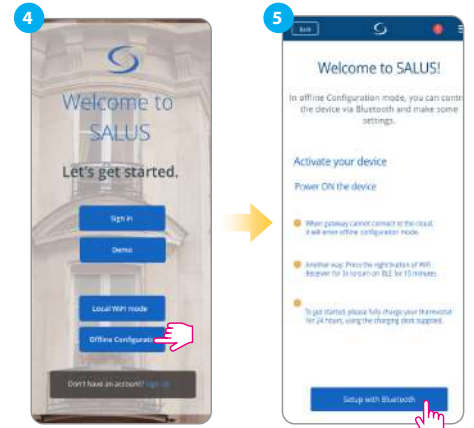 4
Welcome to
SALUS
Let's get started.
Sign in
Demo
Local WiFi mode
Offline Configurati
Don't have an account? Sign up
5
Back
Welcome to SALUS!
In offline Configuration mode, you can contr
the device via Bluetooth and make some
settings.
Activate your device
Power ON the device
When gateway cannot connect to the cloud,
it will enter offline configuration mode.
Another way: Press the right button of WiFi
Receiver for 3s to turn on BLE for 15 minutes.
To get started, please fully charge your thermostat
for 24 hours, using the charging dock supplied.
Setup with Bluetooth